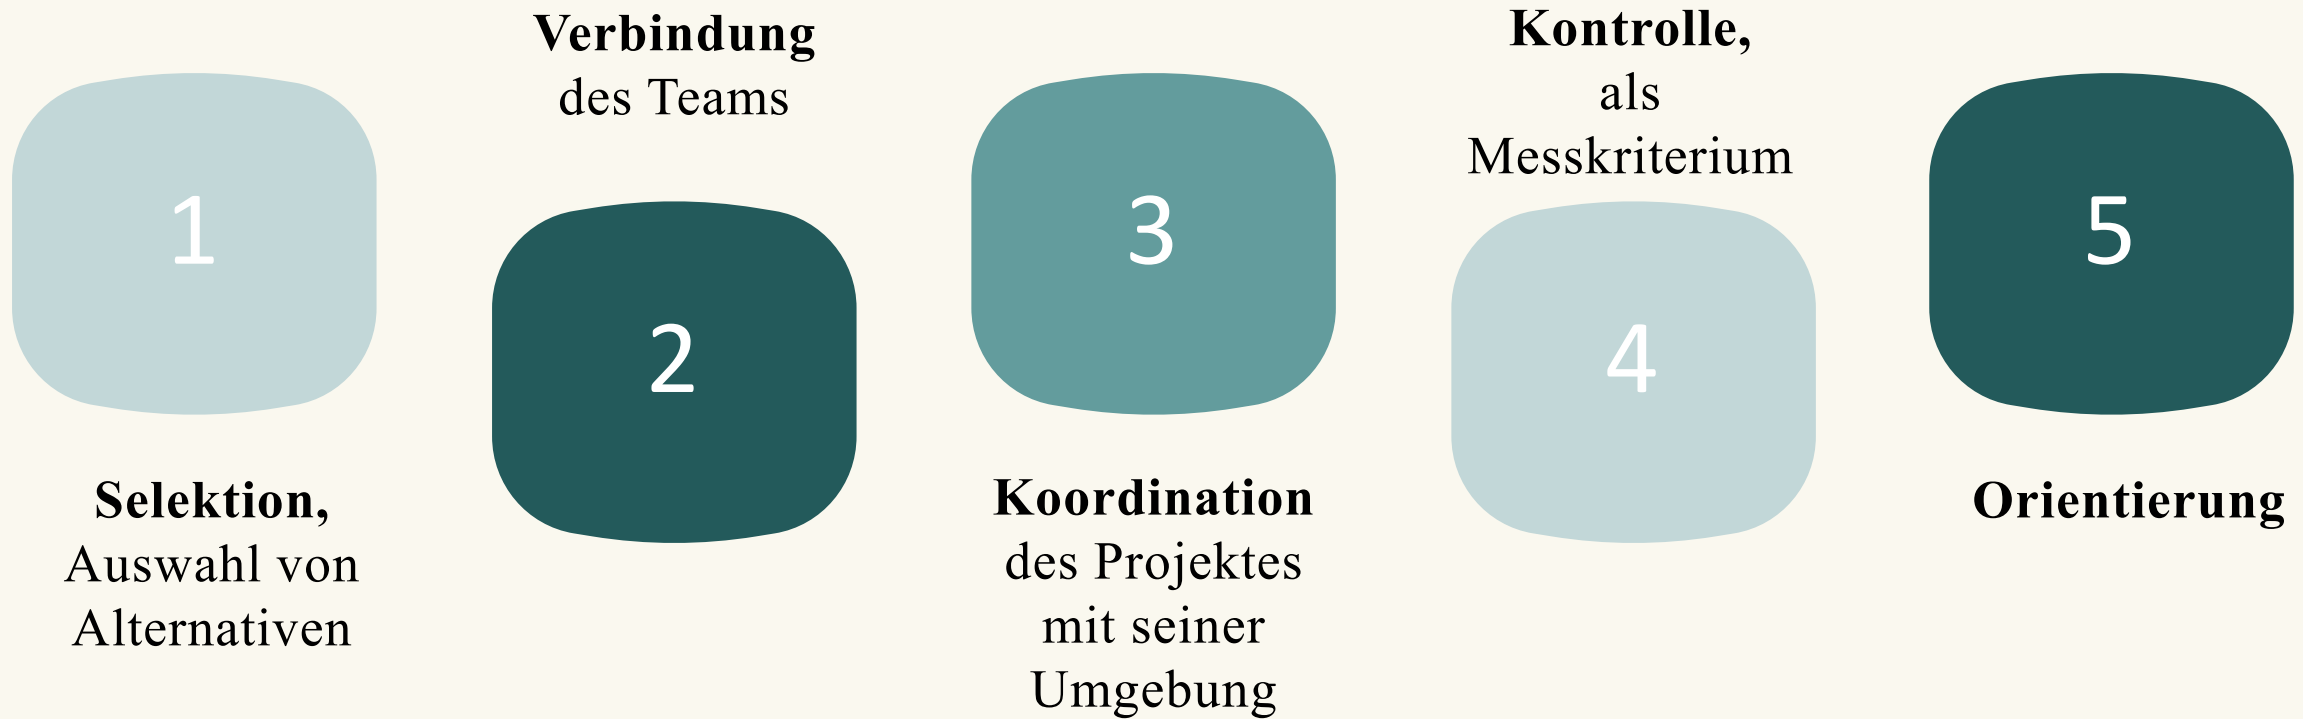 1
Selektion,
Auswahl von
Alternativen
Verbindung
des Teams
2
3
Koordination
des Projektes
mit seiner
Umgebung
Kontrolle,
als
Messkriterium
4
5
Orientierung